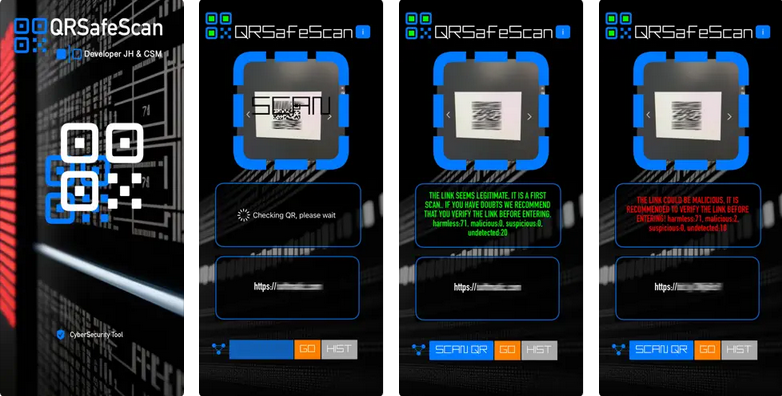 QRSafeScan
Developer JH & CSM
CyberSecurity Tool
QRSafeScan i
SCAN
Checking QR, please wait
https://
GO HIST
QRSafeScan i
THE LINK SEEMS LEGITIMATE, IT IS A FIRST
SCAN, IF YOU HAVE DOUBTS WE RECOMMEND
THAT YOU VERIFY THE LINK BEFORE ENTERING,
harmless:71, malicious:0, suspicious:0,
undetected:20
https://
SCAN QR GO HIST
QRSafeScan i
THE LINK COULD BE MALICIOUS, IT IS
RECOMMENDED TO VERIFY THE LINK BEFORE
ENTERING! harmless:71, malicious:2,
suspicious:0, undetected:18
https://
SCAN QR GO HIST